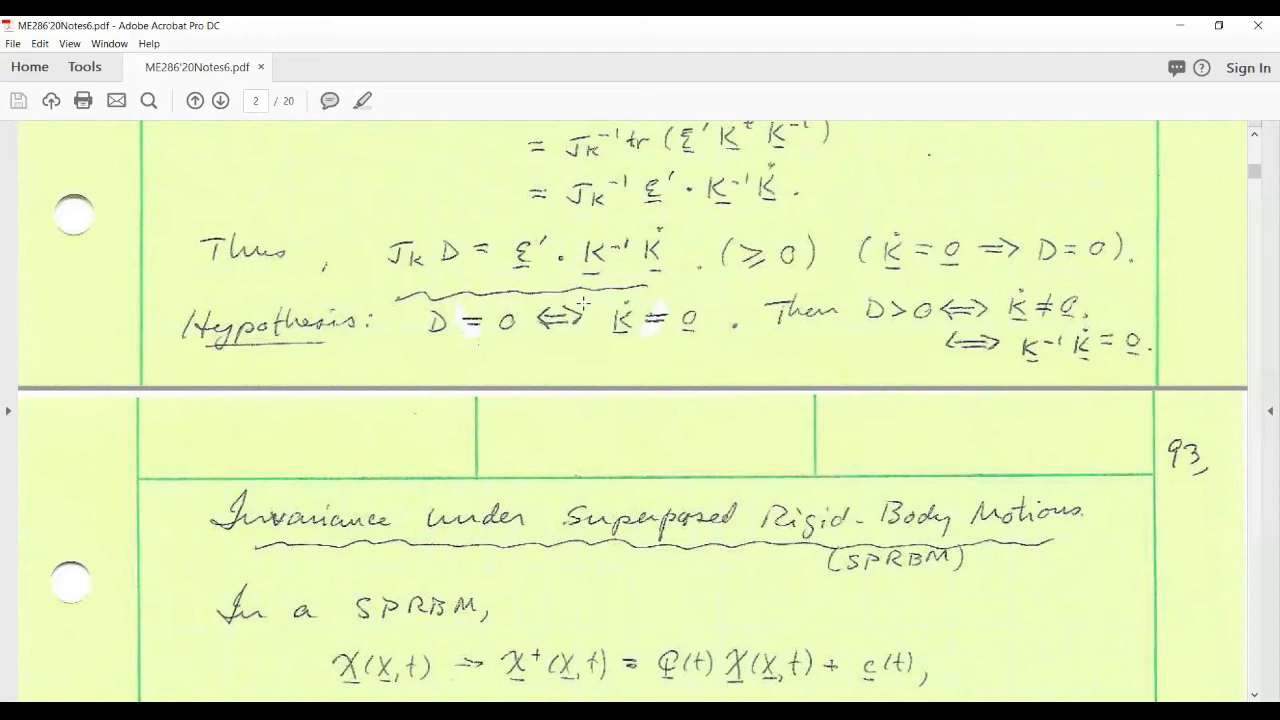 ME286'20Notes6.pdf - Adobe Acrobat Pro DC
File Edit View Window Help
Home Tools ME286'20Notes6.pdf × Sign In
2 / 20
= J_K⁻¹ tr (Ɛ̲′ K̲̇ᵗ K̲⁻¹)
= J_K⁻¹ Ɛ̲′ · K̲⁻¹ K̲̇ .
Thus, J_K D = Ɛ̲′ · K̲⁻¹ K̲̇ . (⩾ 0) (K̲̇ = 0̲ ⟹ D = 0).
Hypothesis: D = 0 ⟺ K̲̇ = 0̲ . Then D > 0 ⟺ K̲̇ ≠ 0̲.
⟺ K̲⁻¹ K̲̇ = 0̲.
93,
Invariance under Superposed Rigid-Body Motions.
(SPRBM)
In a SPRBM,
χ̲(X̲,t) → χ̲⁺(X̲,t) = Q̲(t) χ̲(X̲,t) + c̲(t),